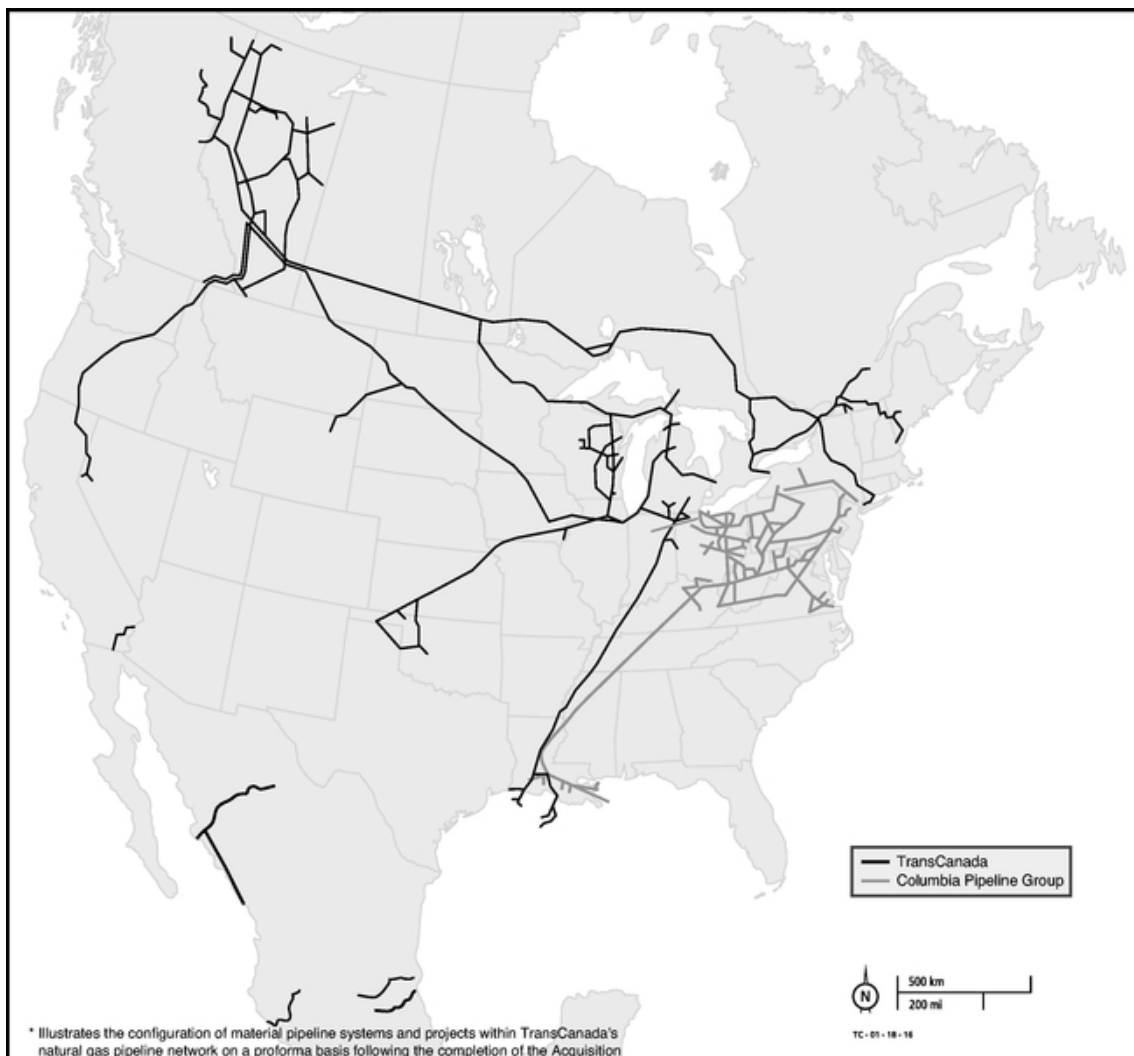 TransCanada
Columbia Pipeline Group
N
500 km
200 mi
TC - 01 - 18 - 16
* Illustrates the configuration of material pipeline systems and projects within TransCanada's
natural gas pipeline network on a proforma basis following the completion of the Acquisition